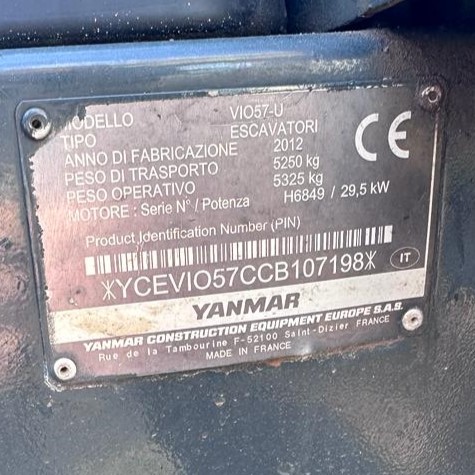 MODELLO VIO57-U
TIPO ESCAVATORI
ANNO DI FABRICAZIONE 2012
PESO DI TRASPORTO 5250 kg
PESO OPERATIVO 5325 kg
MOTORE : Serie N° / Potenza H6849 / 29,5 kW
CE
Product Identification Number (PIN)
*YCEVIO57CCB107198*
IT
YANMAR
YANMAR CONSTRUCTION EQUIPMENT EUROPE S.A.S.
Rue de la Tambourine F-52100 Saint-Dizier FRANCE
MADE IN FRANCE